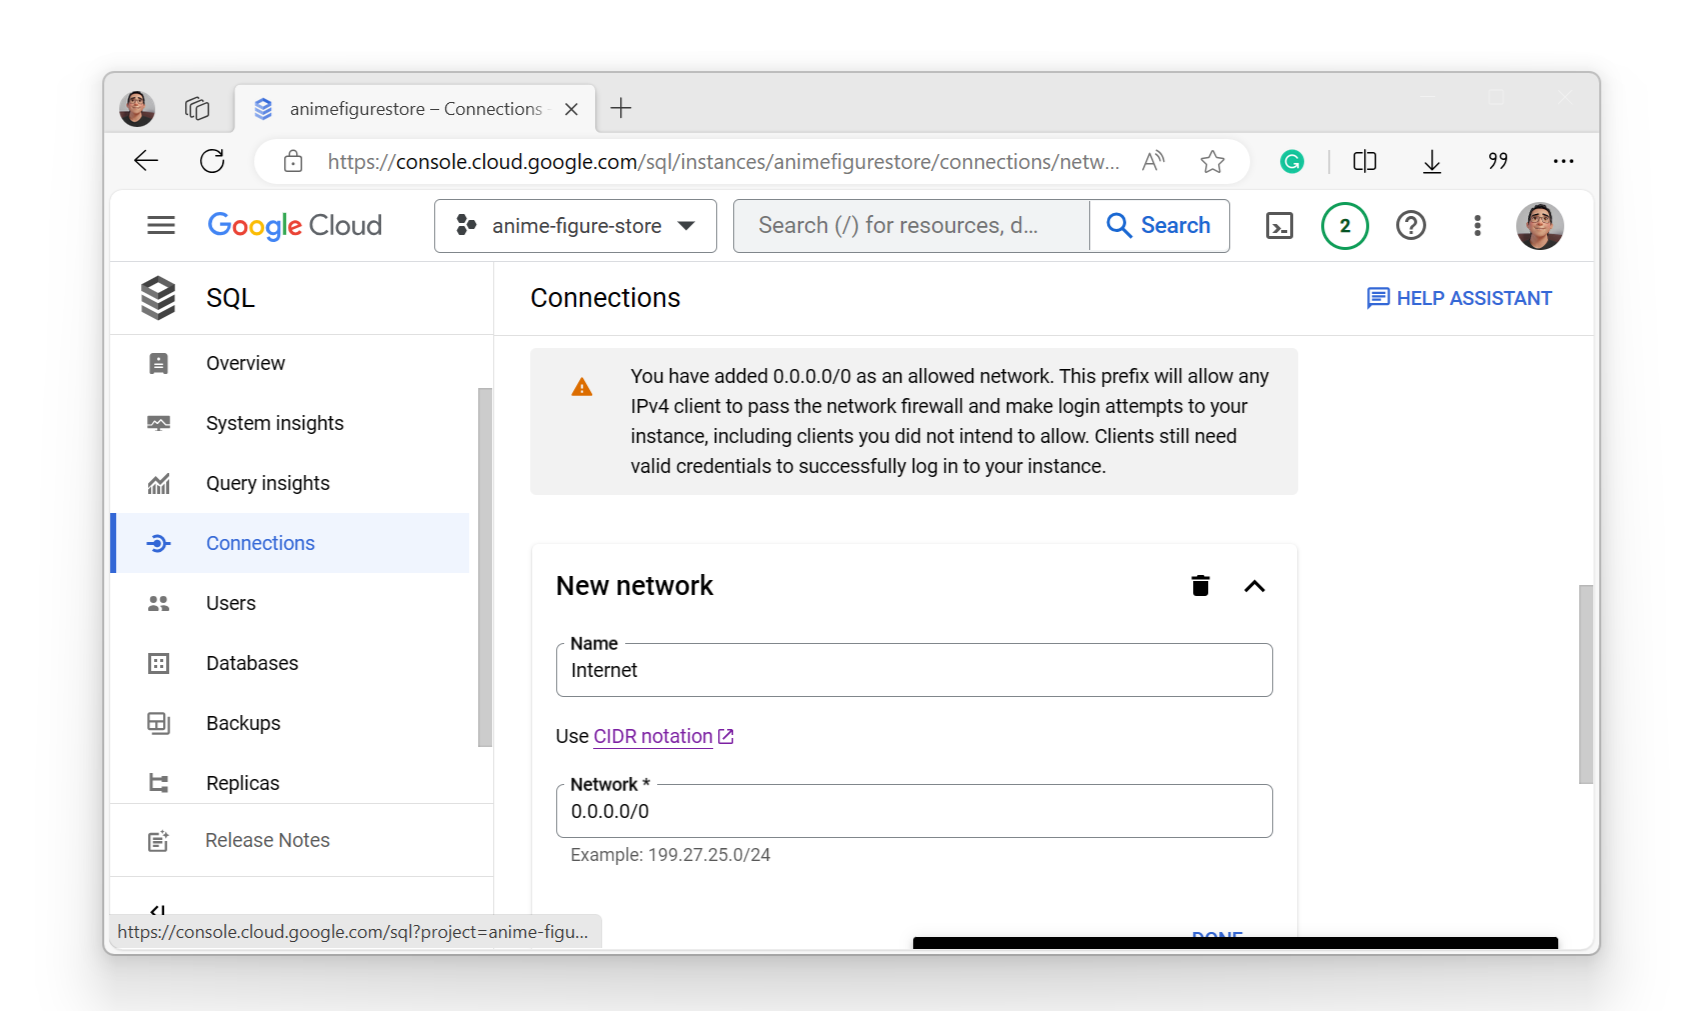 animefigurestore – Connections
https://console.cloud.google.com/sql/instances/animefigurestore/connections/netw...
Google Cloud
anime-figure-store
Search (/) for resources, d...
Search
2
SQL
Connections
HELP ASSISTANT
Overview
System insights
Query insights
Connections
Users
Databases
Backups
Replicas
Release Notes
You have added 0.0.0.0/0 as an allowed network. This prefix will allow any
IPv4 client to pass the network firewall and make login attempts to your
instance, including clients you did not intend to allow. Clients still need
valid credentials to successfully log in to your instance.
New network
Name
Internet
Use CIDR notation
Network *
0.0.0.0/0
Example: 199.27.25.0/24
DONE
https://console.cloud.google.com/sql?project=anime-figu...